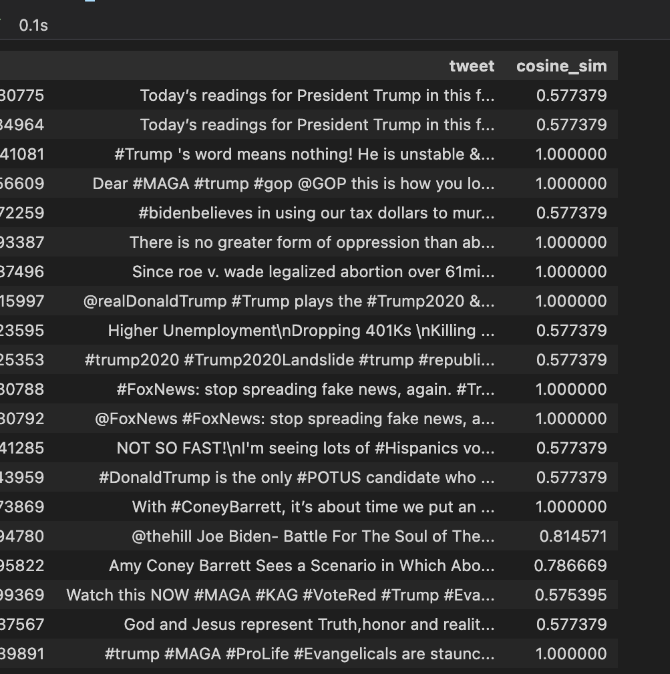 0.1s
tweet cosine_sim
30775 Today’s readings for President Trump in this f... 0.577379
34964 Today’s readings for President Trump in this f... 0.577379
41081 #Trump 's word means nothing! He is unstable &... 1.000000
56609 Dear #MAGA #trump #gop @GOP this is how you lo... 1.000000
72259 #bidenbelieves in using our tax dollars to mur... 0.577379
93387 There is no greater form of oppression than ab... 1.000000
87496 Since roe v. wade legalized abortion over 61mi... 1.000000
15997 @realDonaldTrump #Trump plays the #Trump2020 &... 1.000000
23595 Higher Unemployment\nDropping 401Ks \nKilling ... 0.577379
25353 #trump2020 #Trump2020Landslide #trump #republi... 0.577379
30788 #FoxNews: stop spreading fake news, again. #Tr... 1.000000
30792 @FoxNews #FoxNews: stop spreading fake news, a... 1.000000
41285 NOT SO FAST!\nI'm seeing lots of #Hispanics vo... 0.577379
43959 #DonaldTrump is the only #POTUS candidate who ... 0.577379
73869 With #ConeyBarrett, it’s about time we put an ... 1.000000
94780 @thehill Joe Biden- Battle For The Soul of The... 0.814571
95822 Amy Coney Barrett Sees a Scenario in Which Abo... 0.786669
99369 Watch this NOW #MAGA #KAG #VoteRed #Trump #Eva... 0.575395
37567 God and Jesus represent Truth,honor and realit... 0.577379
39891 #trump #MAGA #ProLife #Evangelicals are staunc... 1.000000